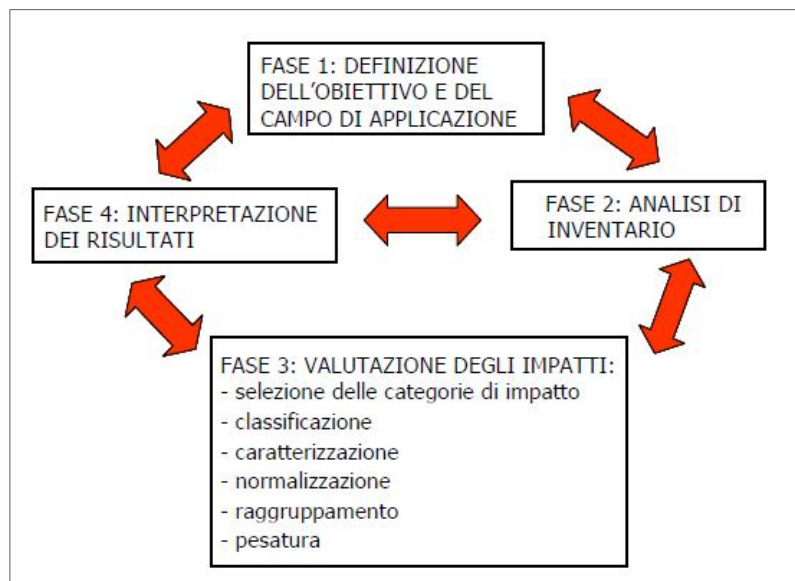 FASE 1: DEFINIZIONE
DELL'OBIETTIVO E DEL
CAMPO DI APPLICAZIONE
FASE 4: INTERPRETAZIONE
DEI RISULTATI
FASE 2: ANALISI DI
INVENTARIO
FASE 3: VALUTAZIONE DEGLI IMPATTI:
- selezione delle categorie di impatto
- classificazione
- caratterizzazione
- normalizzazione
- raggruppamento
- pesatura